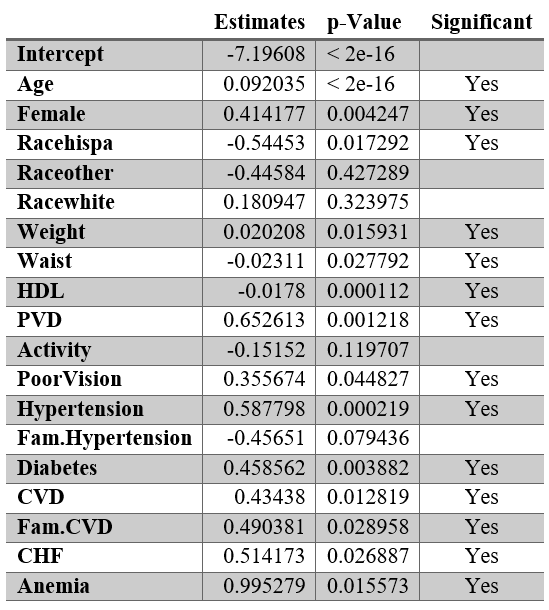 Estimates p-Value Significant
Intercept -7.19608 < 2e-16
Age 0.092035 < 2e-16 Yes
Female 0.414177 0.004247 Yes
Racehispa -0.54453 0.017292 Yes
Raceother -0.44584 0.427289
Racewhite 0.180947 0.323975
Weight 0.020208 0.015931 Yes
Waist -0.02311 0.027792 Yes
HDL -0.0178 0.000112 Yes
PVD 0.652613 0.001218 Yes
Activity -0.15152 0.119707
PoorVision 0.355674 0.044827 Yes
Hypertension 0.587798 0.000219 Yes
Fam.Hypertension -0.45651 0.079436
Diabetes 0.458562 0.003882 Yes
CVD 0.43438 0.012819 Yes
Fam.CVD 0.490381 0.028958 Yes
CHF 0.514173 0.026887 Yes
Anemia 0.995279 0.015573 Yes